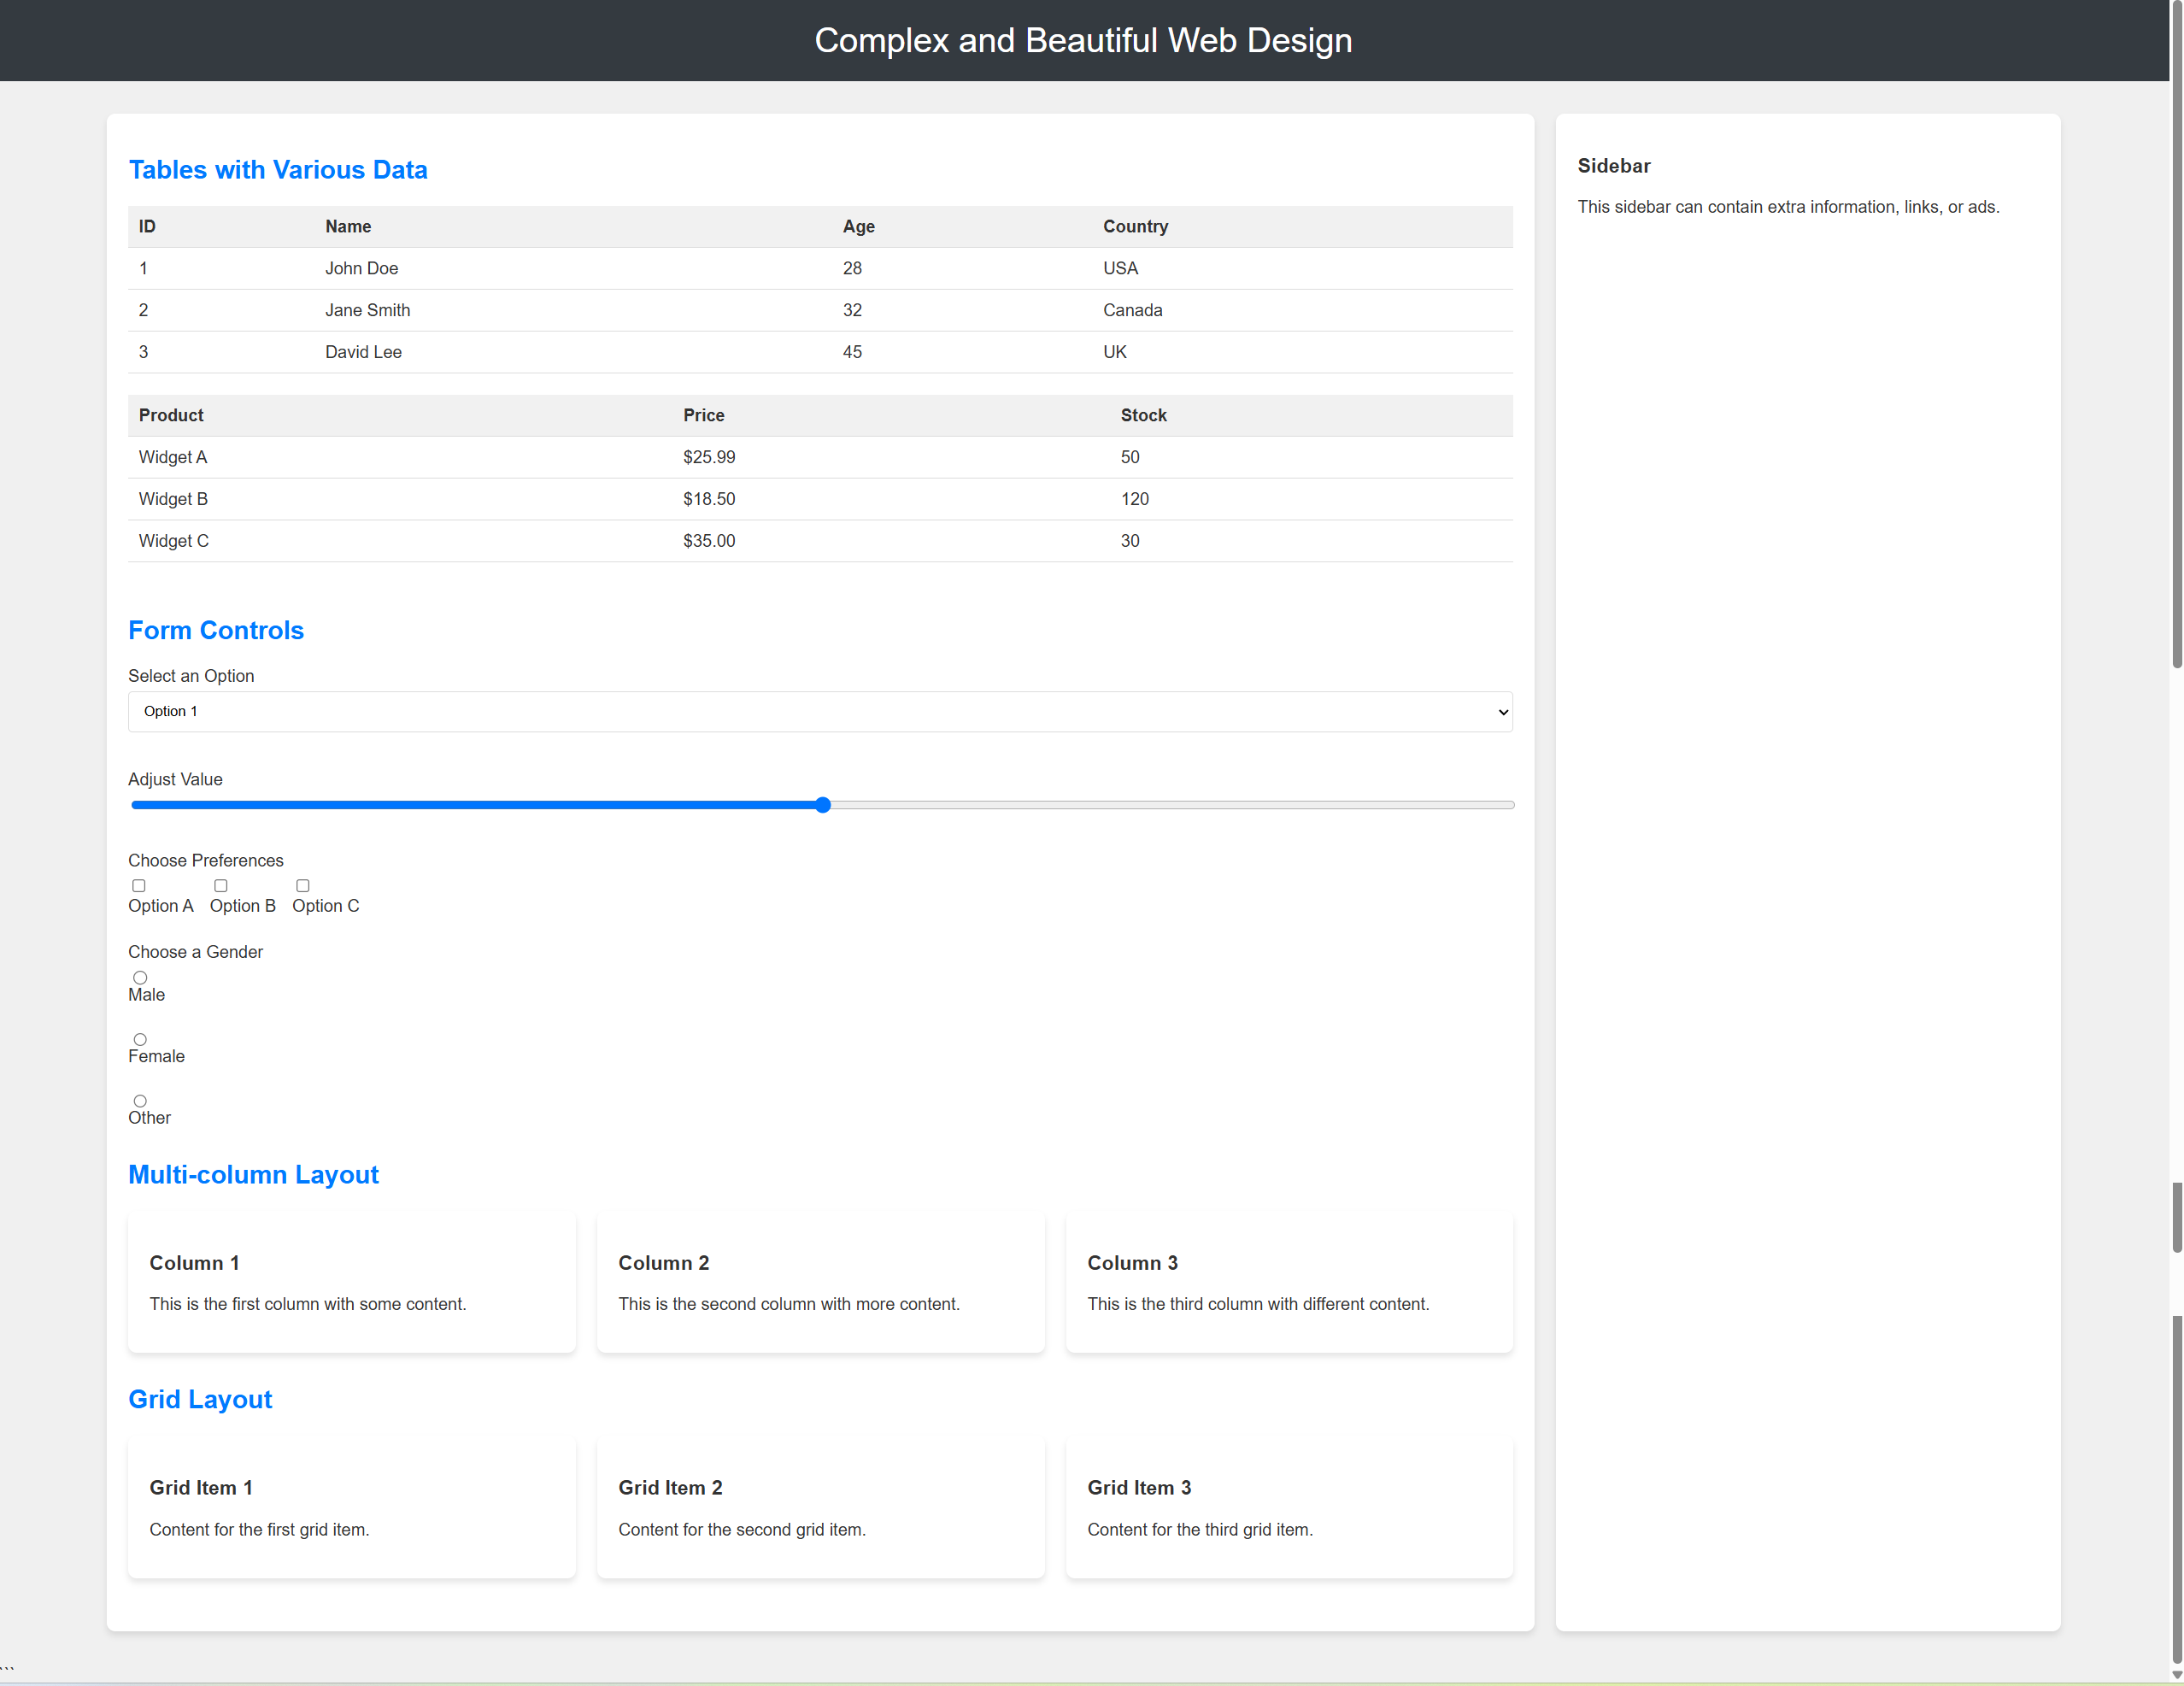 Complex and Beautiful Web Design
Tables with Various Data
ID Name Age Country
1 John Doe 28 USA
2 Jane Smith 32 Canada
3 David Lee 45 UK
Product Price Stock
Widget A $25.99 50
Widget B $18.50 120
Widget C $35.00 30
Form Controls
Select an Option
Option 1
Adjust Value
Choose Preferences
Option A Option B Option C
Choose a Gender
Male
Female
Other
Multi-column Layout
Column 1
This is the first column with some content.
Column 2
This is the second column with more content.
Column 3
This is the third column with different content.
Grid Layout
Grid Item 1
Content for the first grid item.
Grid Item 2
Content for the second grid item.
Grid Item 3
Content for the third grid item.
Sidebar
This sidebar can contain extra information, links, or ads.
```